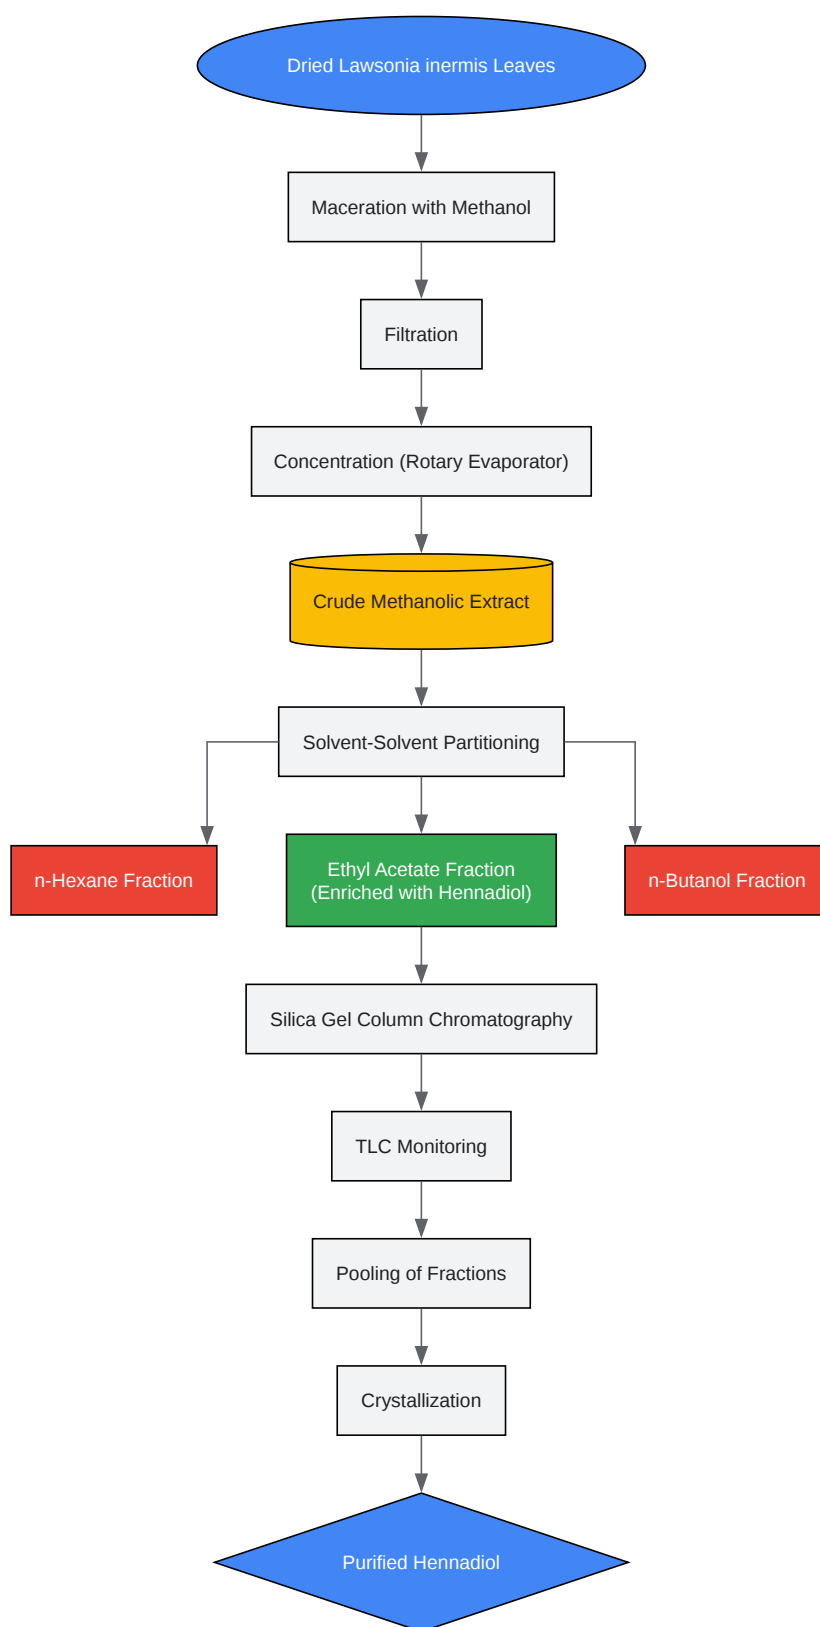 Dried Lawsonia inermis Leaves
Maceration with Methanol
Filtration
Concentration (Rotary Evaporator)
Crude Methanolic Extract
Solvent-Solvent Partitioning
n-Hexane Fraction
Ethyl Acetate Fraction
(Enriched with Hennadiol)
n-Butanol Fraction
Silica Gel Column Chromatography
TLC Monitoring
Pooling of Fractions
Crystallization
Purified Hennadiol